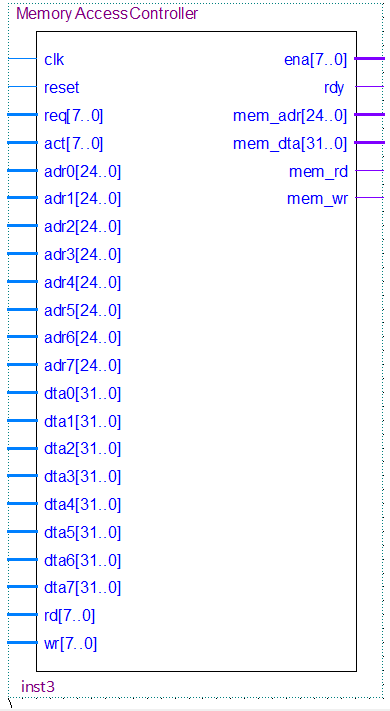 Memory Access Controller
clk ena[7..0]
reset rdy
req[7..0] mem_adr[24..0]
act[7..0] mem_dta[31..0]
adr0[24..0] mem_rd
adr1[24..0] mem_wr
adr2[24..0]
adr3[24..0]
adr4[24..0]
adr5[24..0]
adr6[24..0]
adr7[24..0]
dta0[31..0]
dta1[31..0]
dta2[31..0]
dta3[31..0]
dta4[31..0]
dta5[31..0]
dta6[31..0]
dta7[31..0]
rd[7..0]
wr[7..0]
inst3